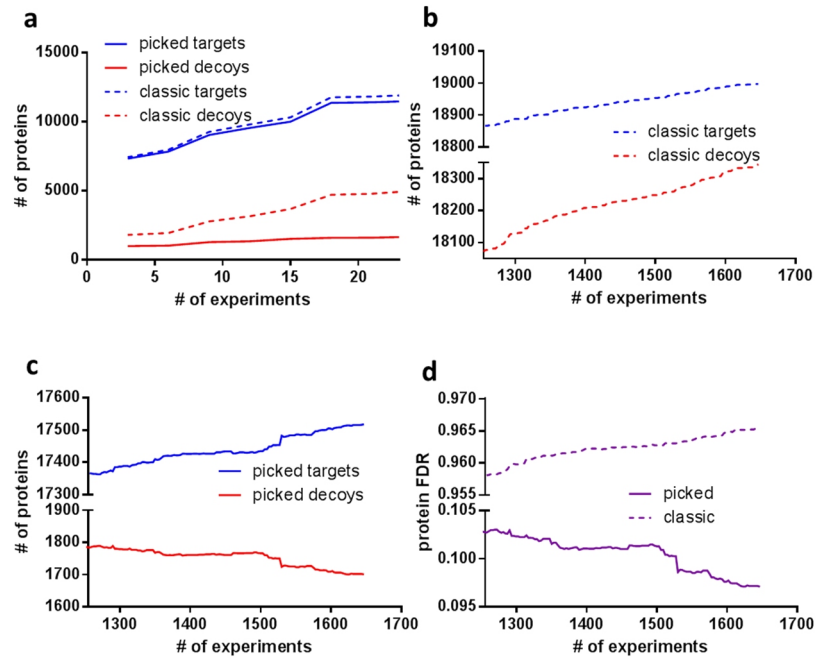 a
15000
10000
5000
0
# of proteins
picked targets
picked decoys
classic targets
classic decoys
0 5 10 15 20
# of experiments
b
19100
19000
18900
18800
18300
18200
18100
# of proteins
classic targets
classic decoys
1300 1400 1500 1600 1700
# of experiments
c
17600
17500
17400
17300
1900
1800
1700
1600
# of proteins
picked targets
picked decoys
1300 1400 1500 1600 1700
# of experiments
d
0.970
0.965
0.960
0.955
0.105
0.100
0.095
protein FDR
picked
classic
1300 1400 1500 1600 1700
# of experiments